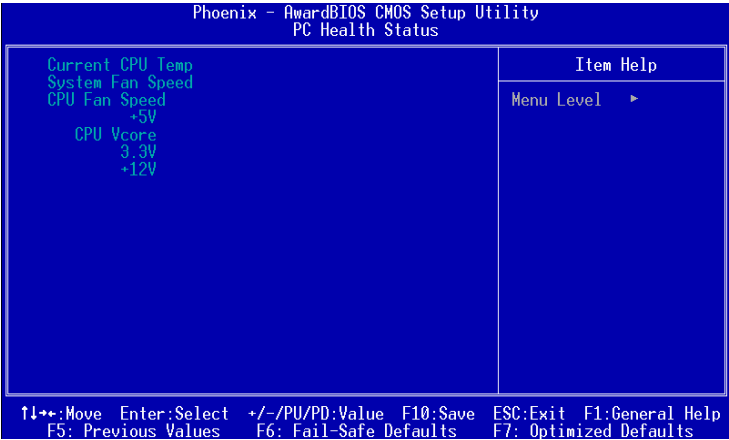 Phoenix - AwardBIOS CMOS Setup Utility
PC Health Status
Current CPU Temp
System Fan Speed
CPU Fan Speed
+5V
CPU Vcore
3.3V
+12V
Item Help
Menu Level ►
↑↓→←:Move Enter:Select +/-/PU/PD:Value F10:Save ESC:Exit F1:General Help
F5: Previous Values F6: Fail-Safe Defaults F7: Optimized Defaults